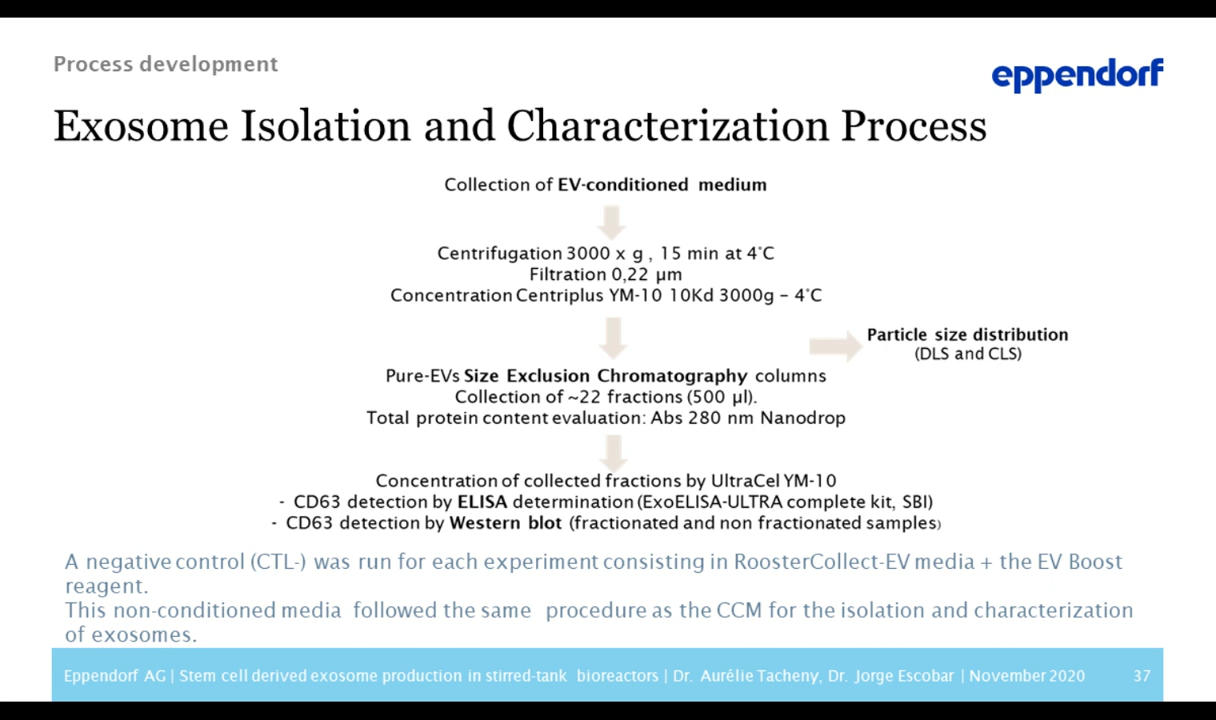 Process development
eppendorf
Exosome Isolation and Characterization Process
Collection of EV-conditioned medium
Centrifugation 3000 x g , 15 min at 4°C
Filtration 0,22 µm
Concentration Centriplus YM-10 10Kd 3000g – 4°C
Particle size distribution
(DLS and CLS)
Pure-EVs Size Exclusion Chromatography columns
Collection of ~22 fractions (500 µl).
Total protein content evaluation: Abs 280 nm Nanodrop
Concentration of collected fractions by UltraCel YM-10
- CD63 detection by ELISA determination (ExoELISA-ULTRA complete kit, SBI)
- CD63 detection by Western blot (fractionated and non fractionated samples)
A negative control (CTL-) was run for each experiment consisting in RoosterCollect-EV media + the EV Boost
reagent.
This non-conditioned media followed the same procedure as the CCM for the isolation and characterization
of exosomes.
Eppendorf AG | Stem cell derived exosome production in stirred-tank bioreactors | Dr. Aurélie Tacheny, Dr. Jorge Escobar | November 2020 37